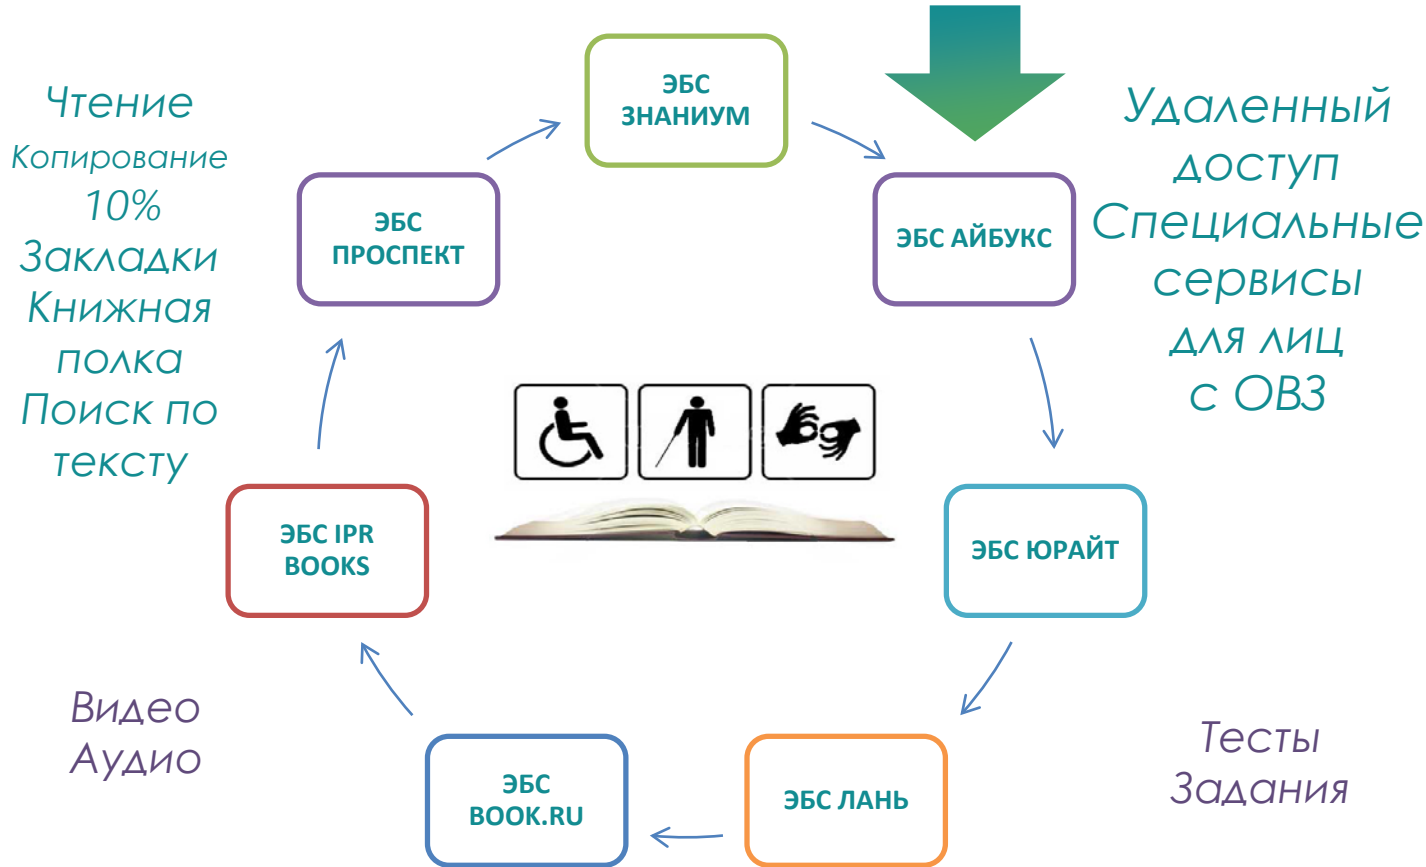 Чтение
Копирование
10%
Закладки
Книжная
полка
Поиск по
тексту
ЭБС
ЗНАНИУМ
Удаленный
доступ
Специальные
сервисы
для лиц
с ОВЗ
ЭБС
ПРОСПЕКТ
ЭБС АЙБУКС
ЭБС IPR
BOOKS
ЭБС ЮРАЙТ
Видео
Аудио
ЭБС
BOOK.RU
ЭБС ЛАНЬ
Тесты
Задания